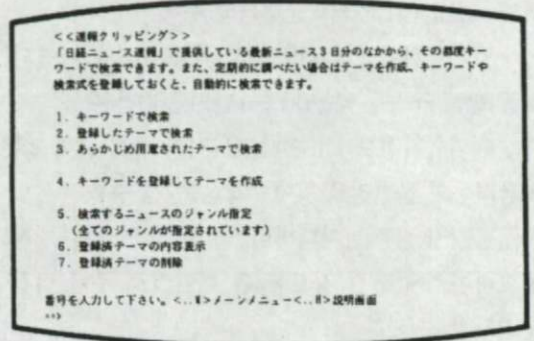 <<速報クリッピング>>
「日経ニュース速報」で提供している最新ニュース3日分のなかから、その都度キー
ワードで検索できます。また、定期的に調べたい場合はテーマを作成、キーワードや
検索式を登録しておくと、自動的に検索できます。
1. キーワードで検索
2. 登録したテーマで検索
3. あらかじめ用意されたテーマで検索
4. キーワードを登録してテーマを作成
5. 検索するニュースのジャンル指定
(全てのジャンルが指定されています)
6. 登録済テーマの内容表示
7. 登録済テーマの削除
番号を入力して下さい。<..M>メーンメニュー<..H>説明画面
==>